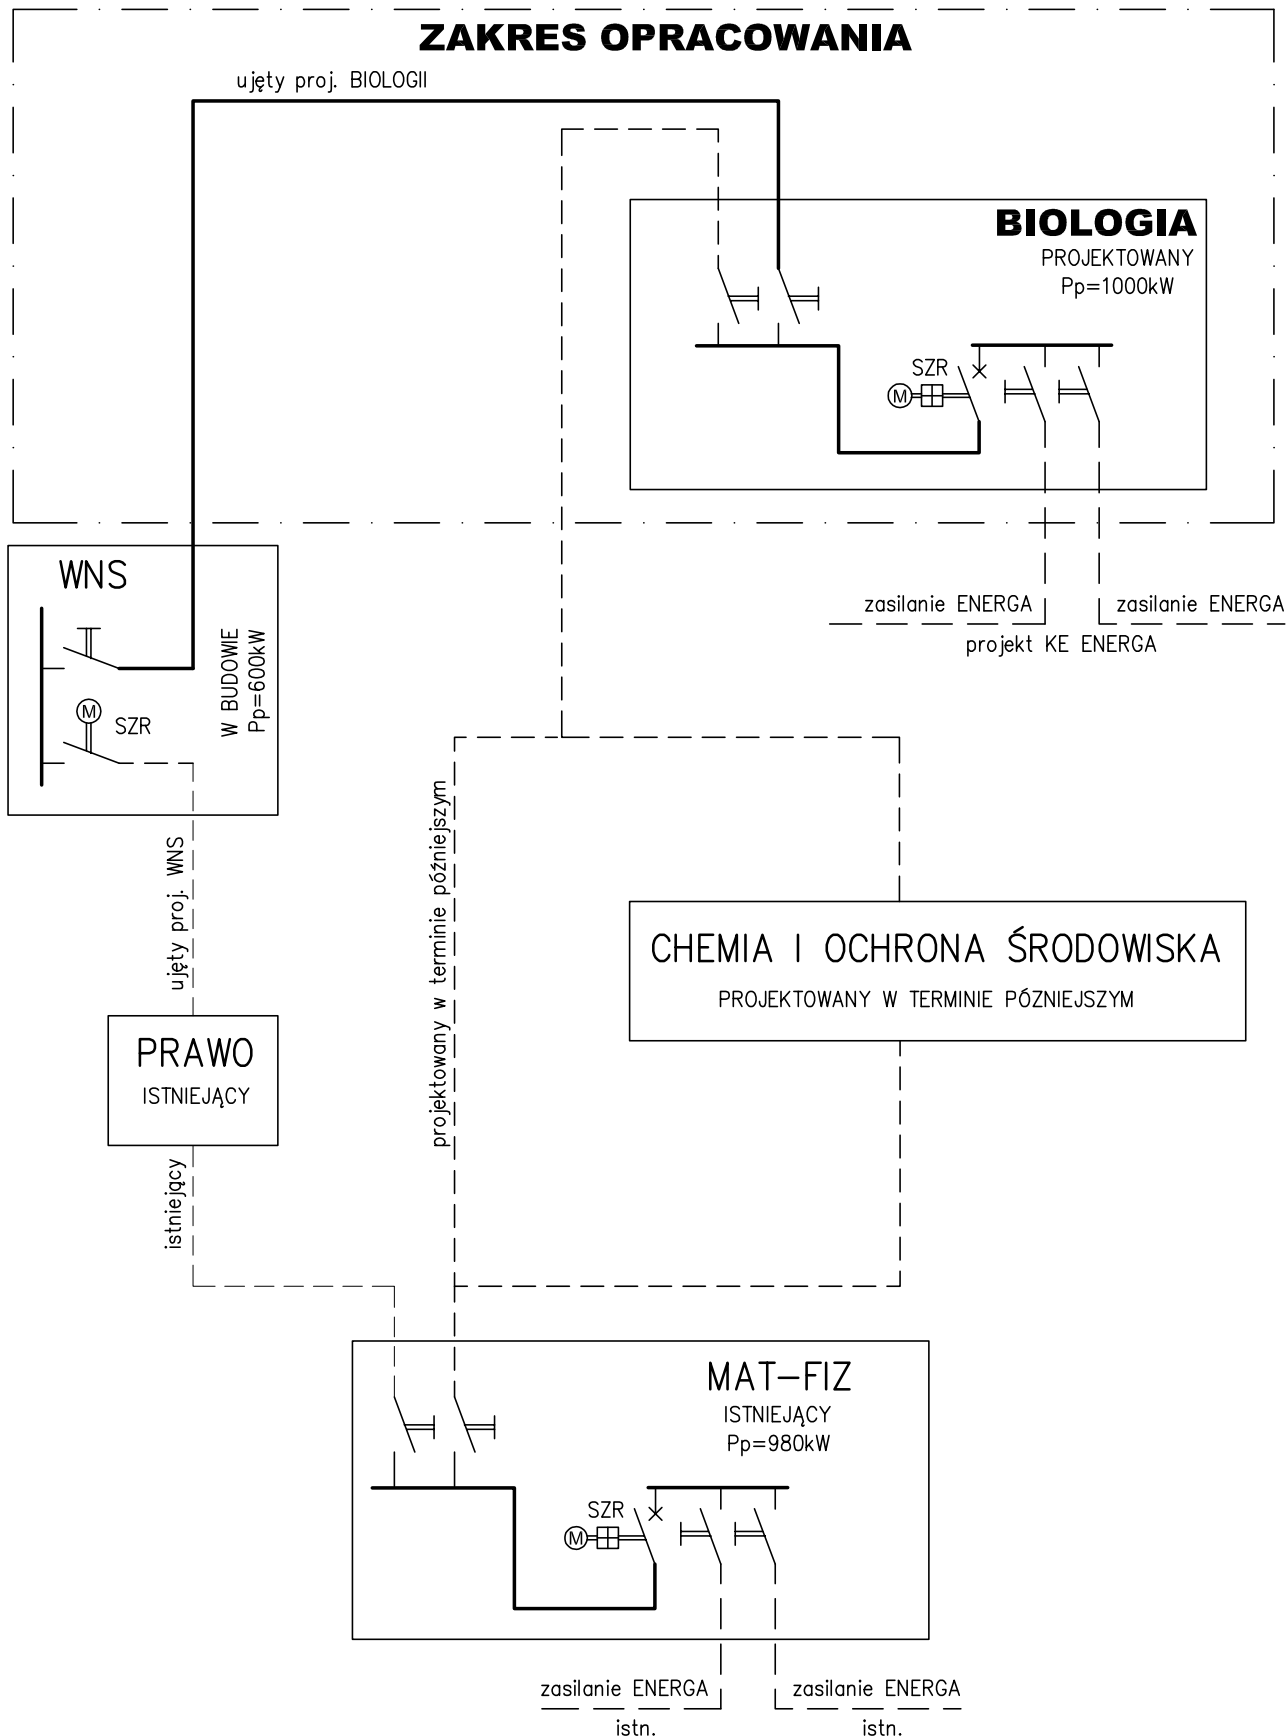 ZAKRES OPRACOWANIA
ujęty proj. BIOLOGII
BIOLOGIA
PROJEKTOWANY
Pp=1000kW
SZR
M
WNS
W BUDOWIE
Pp=600kW
M
SZR
zasilanie ENERGA
zasilanie ENERGA
projekt KE ENERGA
ujęty proj. WNS
projektowany w terminie późniejszym
CHEMIA I OCHRONA ŚRODOWISKA
PROJEKTOWANY W TERMINIE PÓZNIEJSZYM
PRAWO
ISTNIEJĄCY
istniejący
MAT-FIZ
ISTNIEJĄCY
Pp=980kW
SZR
M
zasilanie ENERGA
istn.
zasilanie ENERGA
istn.